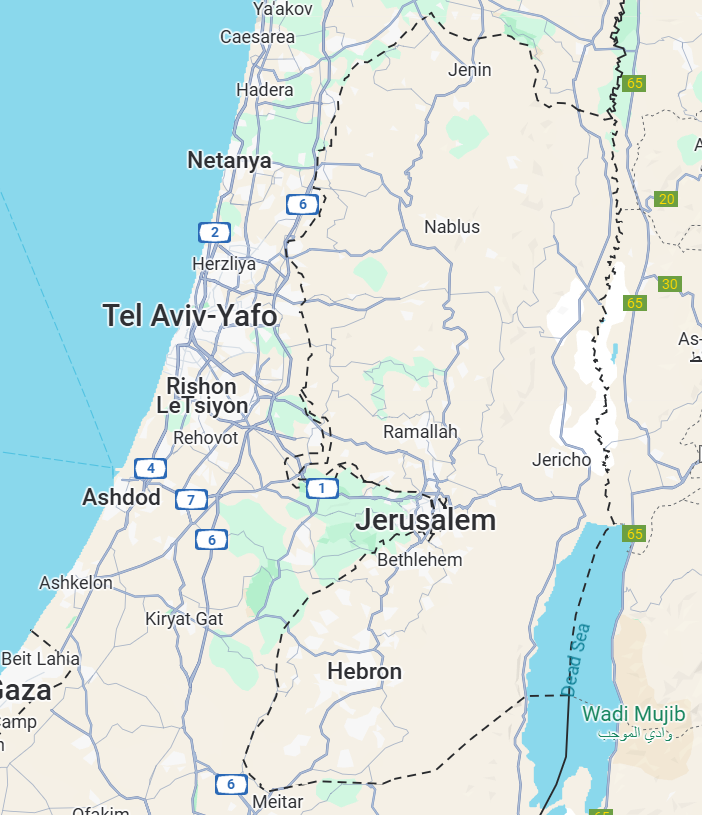 Ya'akov
Caesarea
Jenin
65
Hadera
Netanya
6
20
2
Nablus
Herzliya
30
65
Tel Aviv-Yafo
As-
Rishon
LeTsiyon
Rehovot
Ramallah
Jericho
4
1
Ashdod
7
Jerusalem
6
65
Bethlehem
Ashkelon
Kiryat Gat
Dead Sea
Beit Lahia
Hebron
Gaza
Wadi Mujib
وادي الموجب
amp
6
Meitar
Ofakim
65